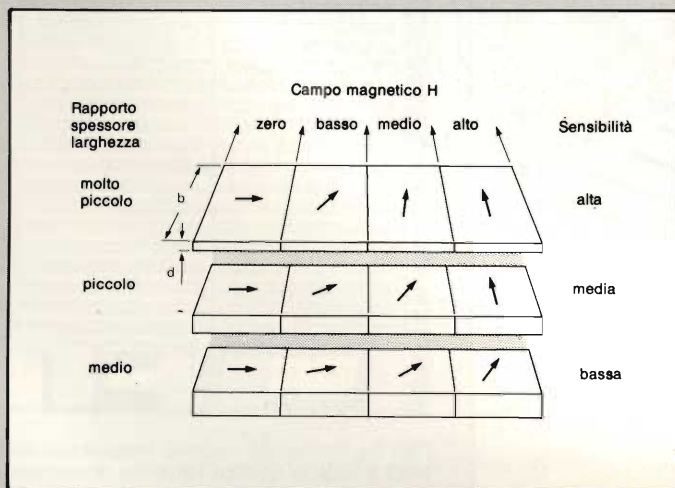 Campo magnetico H
Rapporto
spessore
larghezza
zero basso medio alto
Sensibilità
molto
piccolo
b
alta
d
piccolo
media
medio
bassa